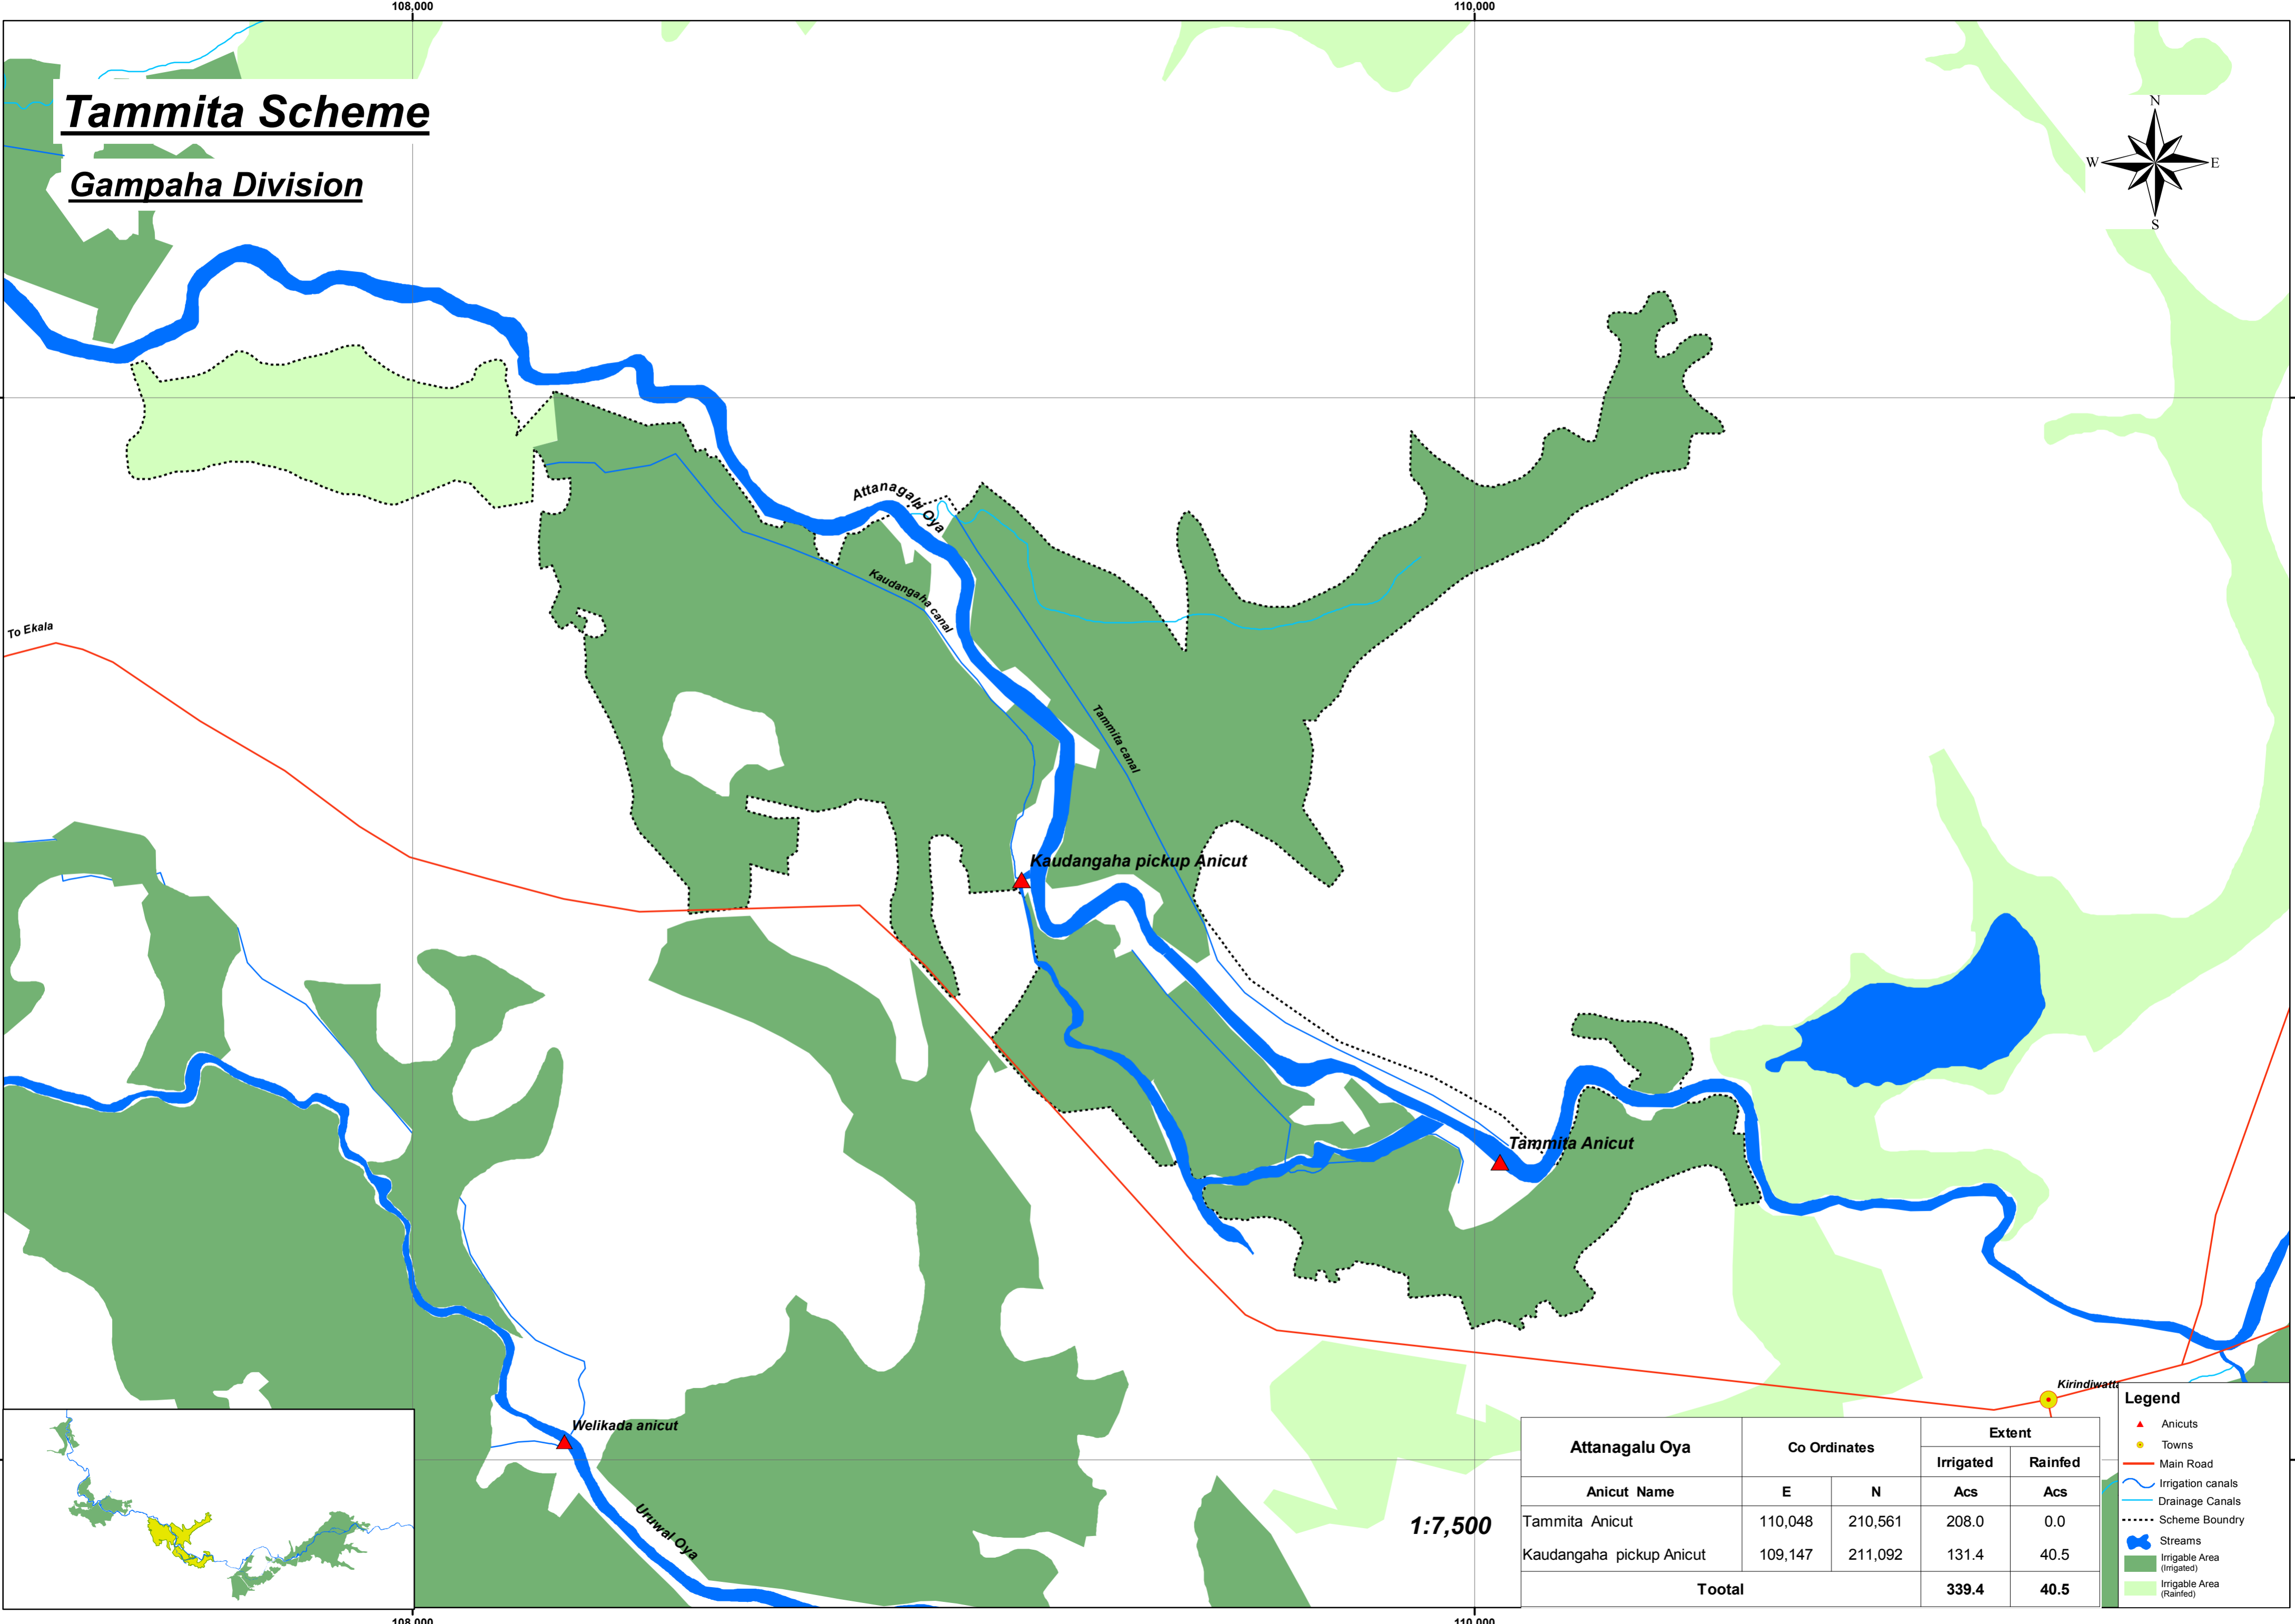 108,000
110,000
Tammita Scheme
Gampaha Division
N
W
E
S
Attanagalu Oya
Kaudangaha canal
To Ekala
Tammita canal
Kaudangaha pickup Anicut
Tammita Anicut
Kirindiwatta
Welikada anicut
Uruwal Oya
1:7,500
Attanagalu Oya Co Ordinates Extent
Irrigated Rainfed
Anicut Name E N Acs Acs
Tammita Anicut 110,048 210,561 208.0 0.0
Kaudangaha pickup Anicut 109,147 211,092 131.4 40.5
Tootal 339.4 40.5
Legend
Anicuts
Towns
Main Road
Irrigation canals
Drainage Canals
Scheme Boundry
Streams
Irrigable Area
(Irrigated)
Irrigable Area
(Rainfed)
108,000
110,000